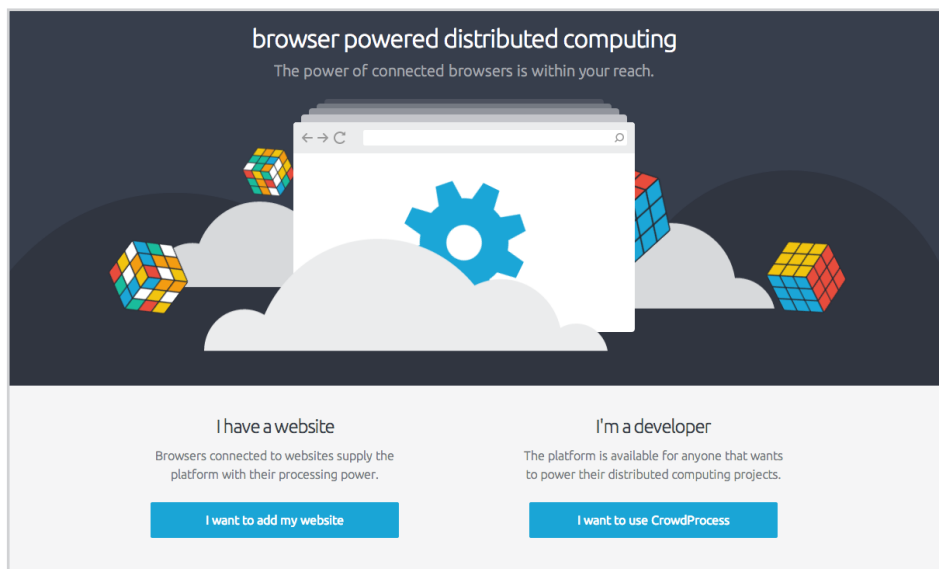 browser powered distributed computing
The power of connected browsers is within your reach.
I have a website
Browsers connected to websites supply the
platform with their processing power.
I want to add my website
I'm a developer
The platform is available for anyone that wants
to power their distributed computing projects.
I want to use CrowdProcess